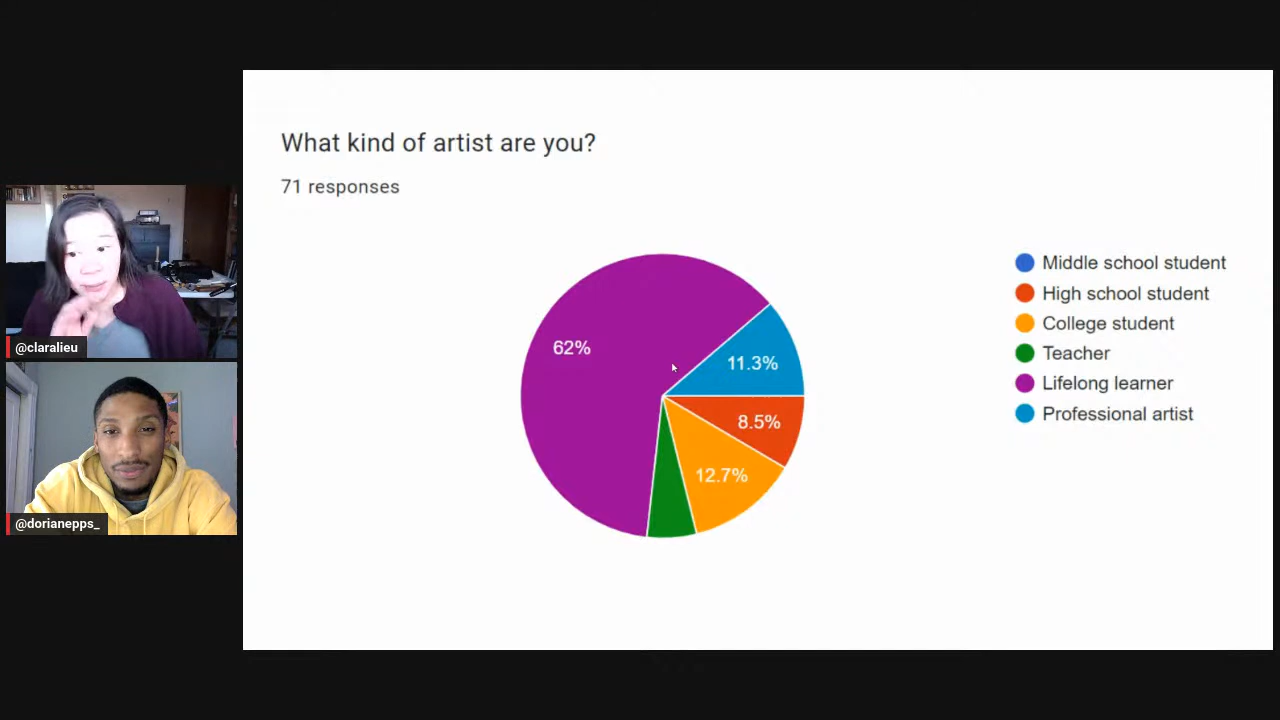 What kind of artist are you?
71 responses
@claralieu
@dorianepps_
62%
11.3%
8.5%
12.7%
Middle school student
High school student
College student
Teacher
Lifelong learner
Professional artist